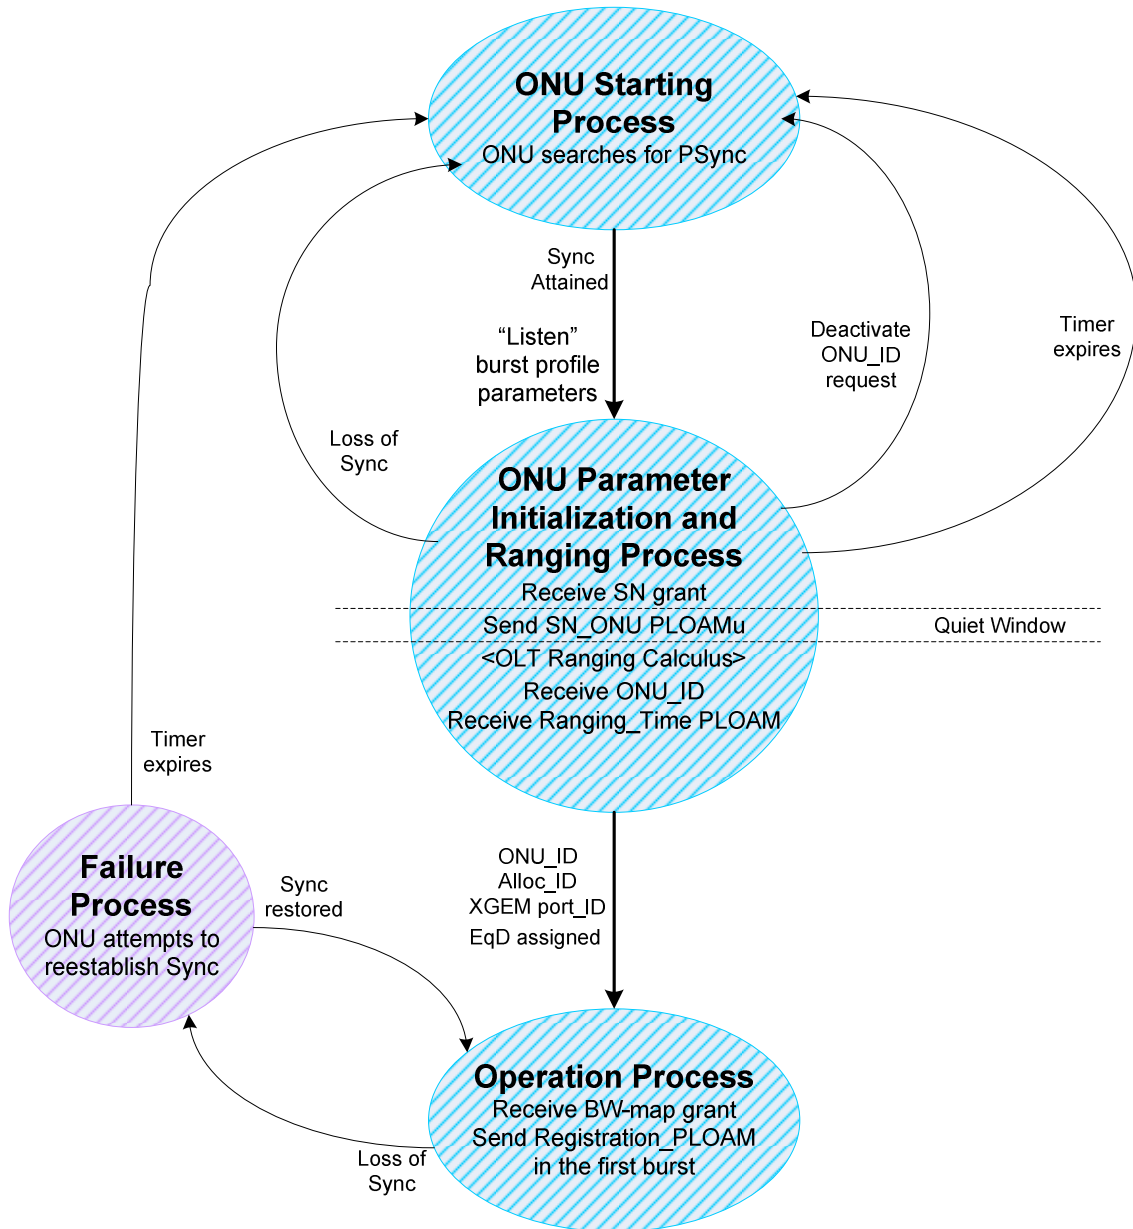 ONU Starting
Process
ONU searches for PSync
Sync
Attained
“Listen”
burst profile
parameters
Deactivate
ONU_ID
request
Timer
expires
Loss of
Sync
ONU Parameter
Initialization and
Ranging Process
Receive SN grant
Send SN_ONU PLOAMu
Quiet Window
<OLT Ranging Calculus>
Receive ONU_ID
Receive Ranging_Time PLOAM
Timer
expires
Failure
Process
ONU attempts to
reestablish Sync
Sync
restored
ONU_ID
Alloc_ID
XGEM port_ID
EqD assigned
Operation Process
Receive BW-map grant
Send Registration_PLOAM
in the first burst
Loss of
Sync